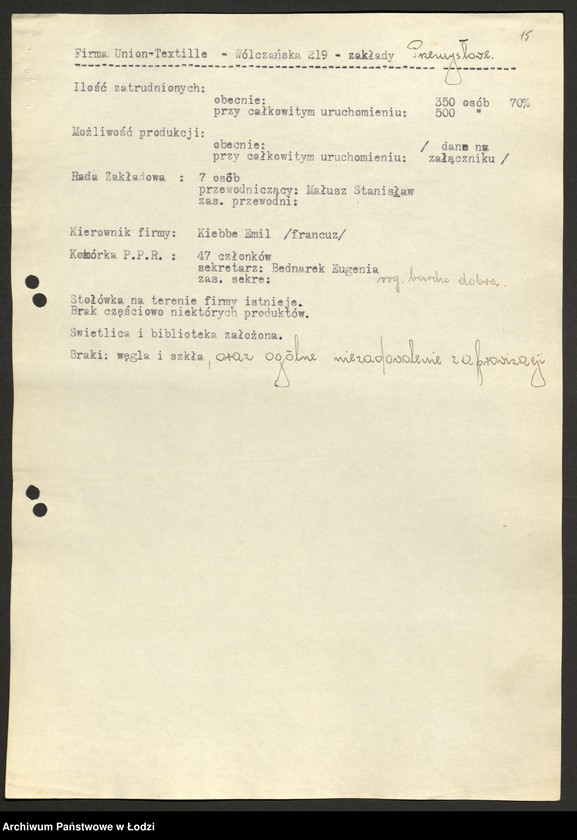 15
Firma Union-Textille - Wólczańska 219 - zakłady Przemysłowe.
Ilość zatrudnionych:
obecnie: 350 osób 70%
przy całkowitym uruchomieniu: 500 "
Możliwość produkcji:
obecnie: / dane na
przy całkowitym uruchomieniu: załączniku /
Rada Zakładowa : 7 osób
przewodniczący: Małusz Stanisław
zas. przewodni:
Kierownik firmy: Kiebbe Emil /francuz/
Komórka P.P.R. : 47 członków
sekretarz: Bednarek Eugenia
zas. sekre: org. bardzo dobra.
Stołówka na terenie firmy istnieje.
Brak częściowo niektórych produktów.
Swietlica i biblioteka założona.
Braki: węgla i szkła, oraz ogólne niezadowolenie z aprowizacji
Archiwum Państwowe w Łodzi